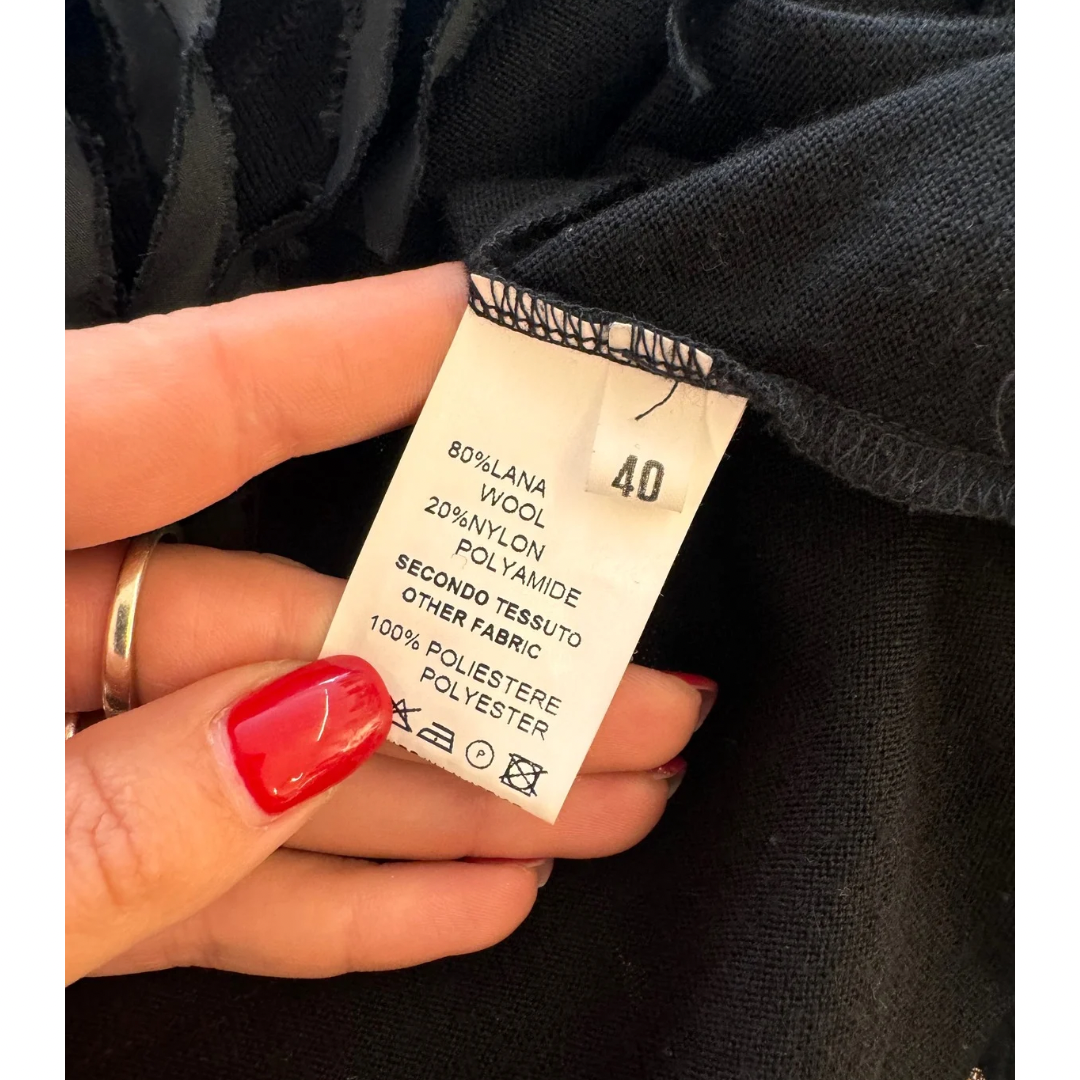 80%LANA
WOOL
20%NYLON
POLYAMIDE
SECONDO TESSUTO
OTHER FABRIC
100% POLIESTERE
POLYESTER
P
40